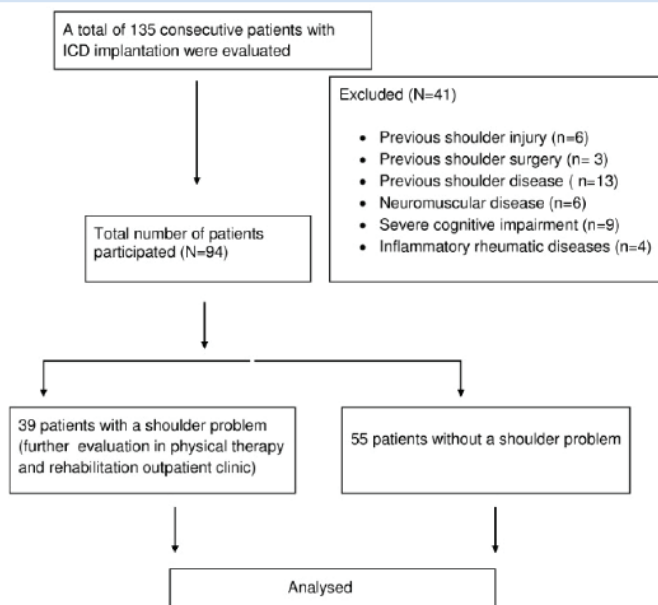 A total of 135 consecutive patients with
ICD implantation were evaluated
Excluded (N=41)
• Previous shoulder injury (n=6)
• Previous shoulder surgery (n= 3)
• Previous shoulder disease ( n=13)
• Neuromuscular disease (n=6)
• Severe cognitive impairment (n=9)
• Inflammatory rheumatic diseases (n=4)
Total number of patients
participated (N=94)
39 patients with a shoulder problem
(further evaluation in physical therapy
and rehabilitation outpatient clinic)
55 patients without a shoulder problem
Analysed